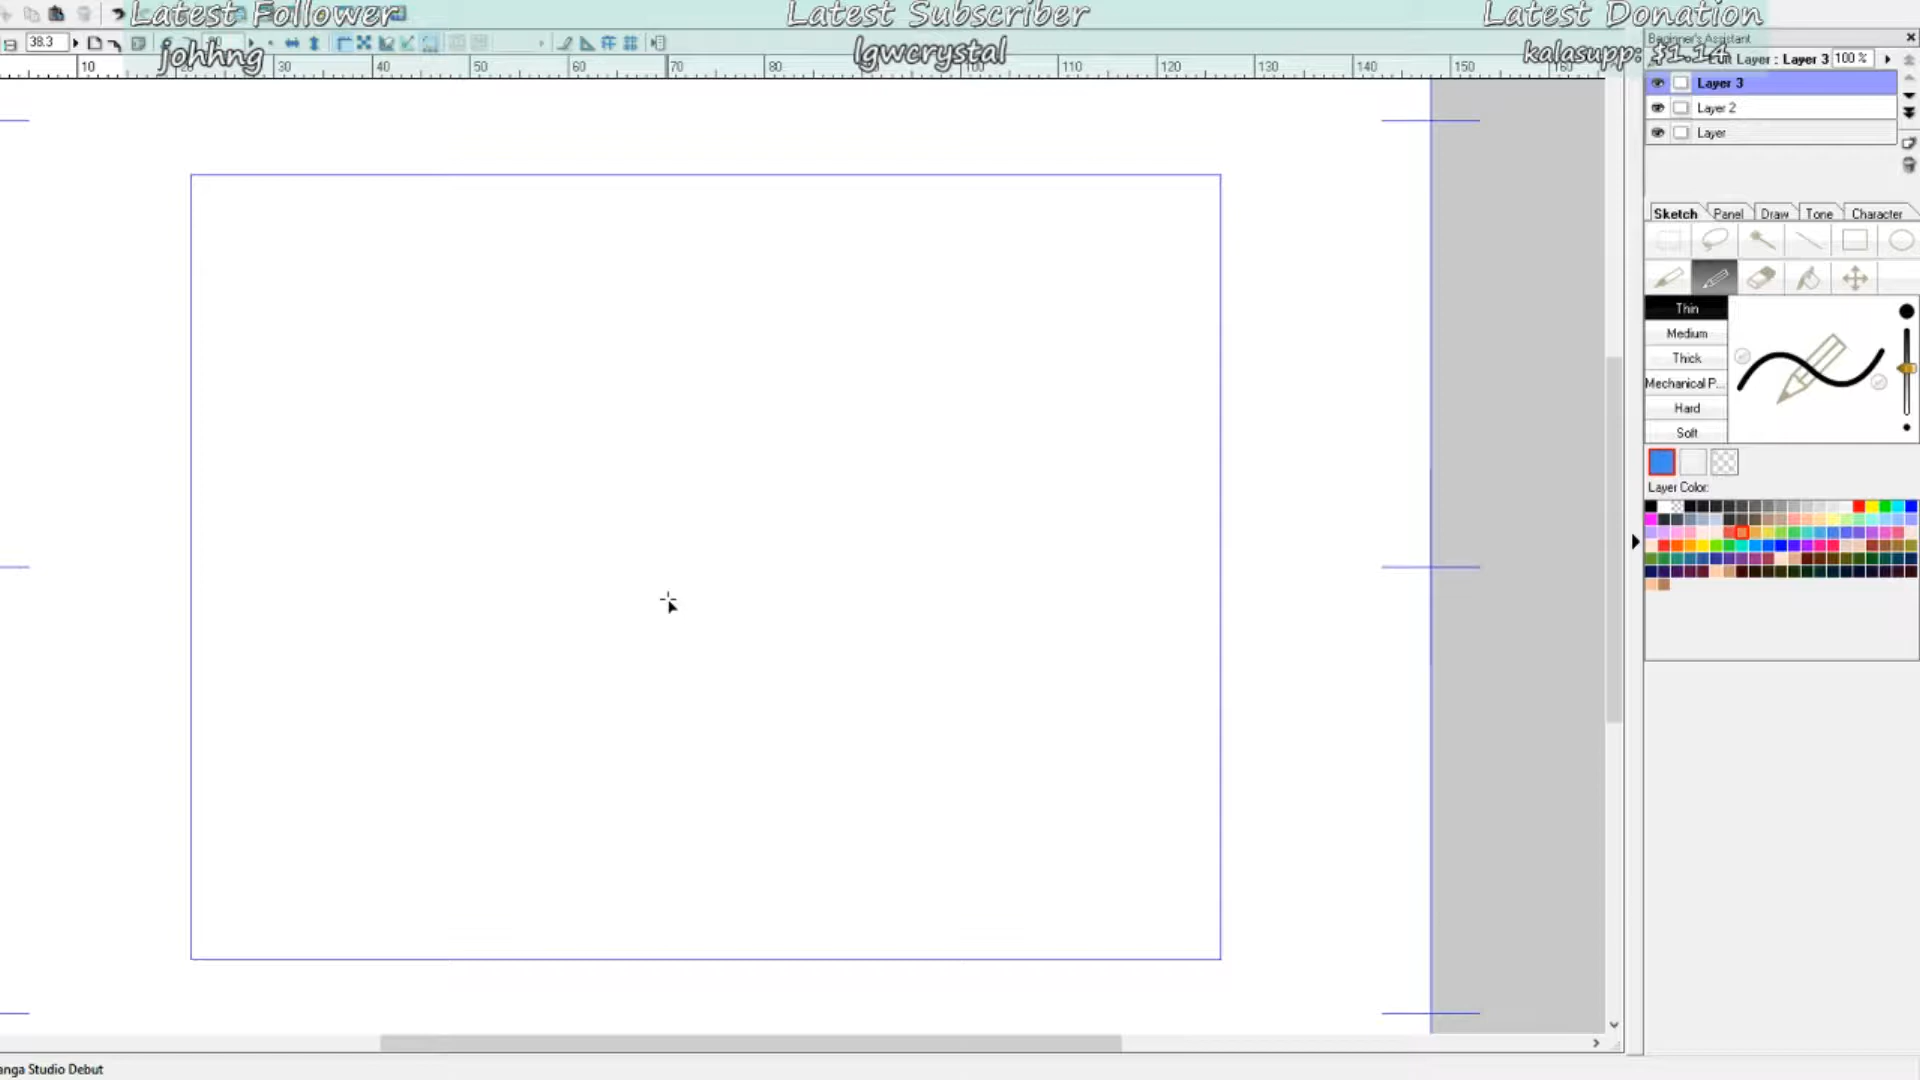 Latest Follower
Latest Subscriber
Latest Donation
johhng
lgwcrystal
kalasupp: $1.14
38.3
Beginner's Assistant
Layer : Layer 3 100 %
10 30 40 50 60 70 80 110 120 130 140 150
Layer 3
Layer 2
Layer
Sketch Panel Draw Tone Character
Thin
Medium
Thick
Mechanical P...
Hard
Soft
Layer Color:
anga Studio Debut